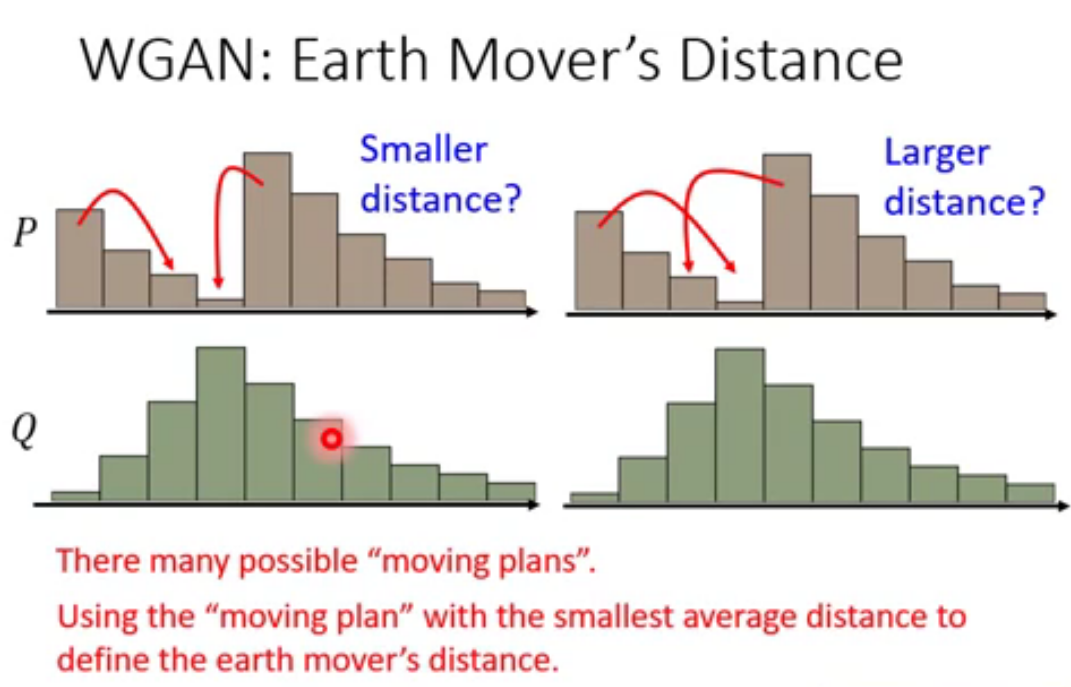 WGAN: Earth Mover's Distance
Smaller
distance?
Larger
distance?
P
Q
There many possible “moving plans”.
Using the “moving plan” with the smallest average distance to
define the earth mover's distance.